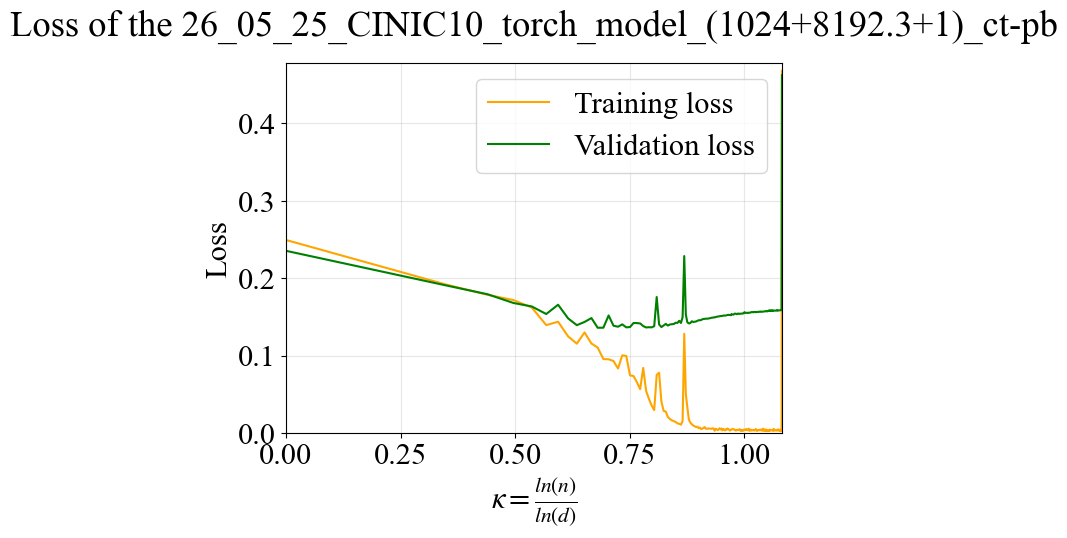 Loss of the 26_05_25_CINIC10_torch_model_(1024+8192.3+1)_ct-pb
Training loss
Validation loss
Loss
0.4
0.3
0.2
0.1
0.0
0.00 0.25 0.50 0.75 1.00
κ = ln(n) / ln(d)